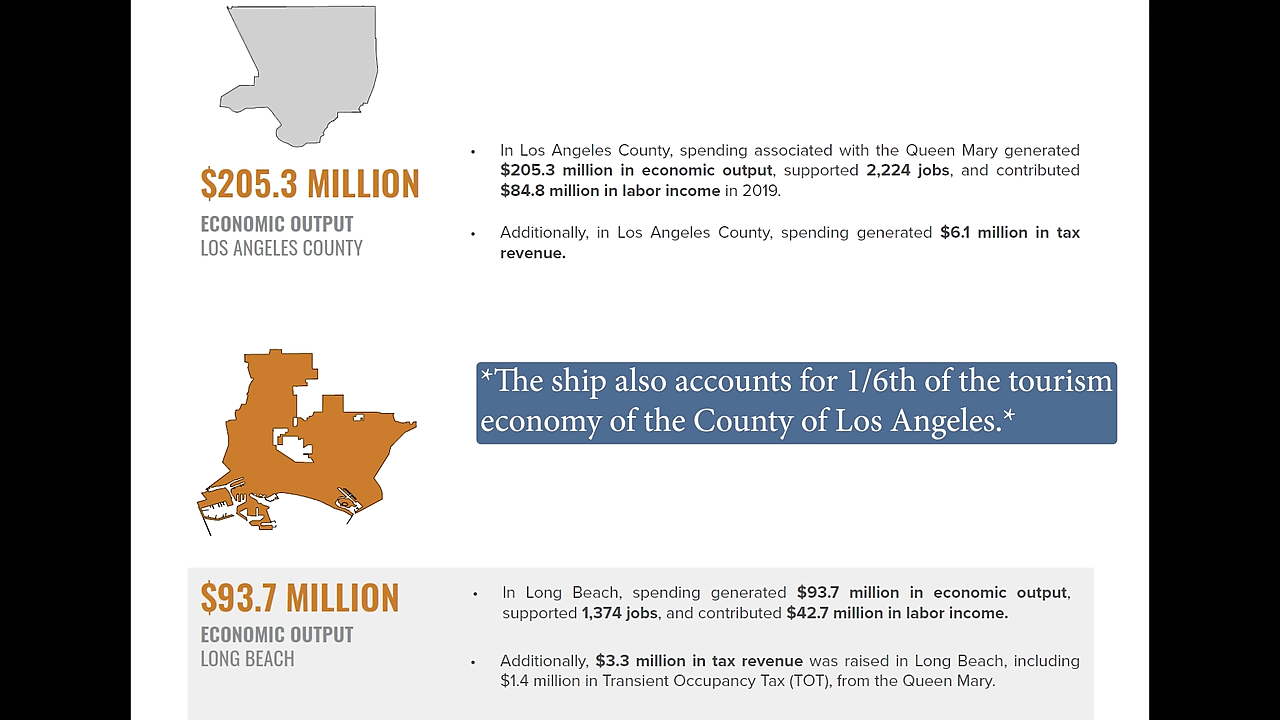 $205.3 MILLION
ECONOMIC OUTPUT
LOS ANGELES COUNTY
• In Los Angeles County, spending associated with the Queen Mary generated
$205.3 million in economic output, supported 2,224 jobs, and contributed
$84.8 million in labor income in 2019.
• Additionally, in Los Angeles County, spending generated $6.1 million in tax
revenue.
*The ship also accounts for 1/6th of the tourism
economy of the County of Los Angeles.*
$93.7 MILLION
ECONOMIC OUTPUT
LONG BEACH
• In Long Beach, spending generated $93.7 million in economic output,
supported 1,374 jobs, and contributed $42.7 million in labor income.
• Additionally, $3.3 million in tax revenue was raised in Long Beach, including
$1.4 million in Transient Occupancy Tax (TOT), from the Queen Mary.